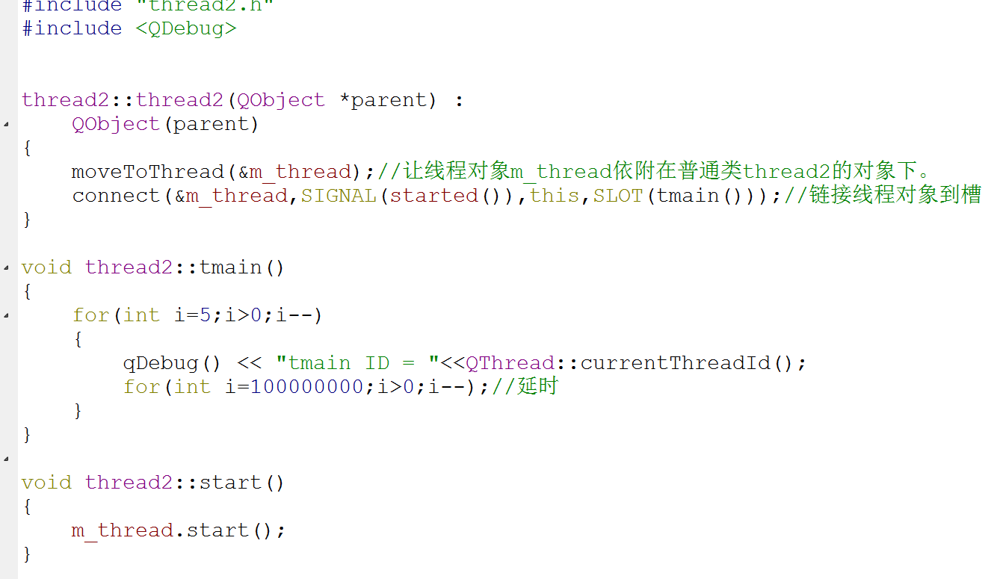 #include "thread2.h"
#include <QDebug>
thread2::thread2(QObject *parent) :
    QObject(parent)
{
    moveToThread(&m_thread);//让线程对象m_thread依附在普通类thread2的对象下。
    connect(&m_thread,SIGNAL(started()),this,SLOT(tmain()));//链接线程对象到槽
}
void thread2::tmain()
{
    for(int i=5;i>0;i--)
    {
        qDebug() << "tmain ID = "<<QThread::currentThreadId();
        for(int i=100000000;i>0;i--);//延时
    }
}
void thread2::start()
{
    m_thread.start();
}